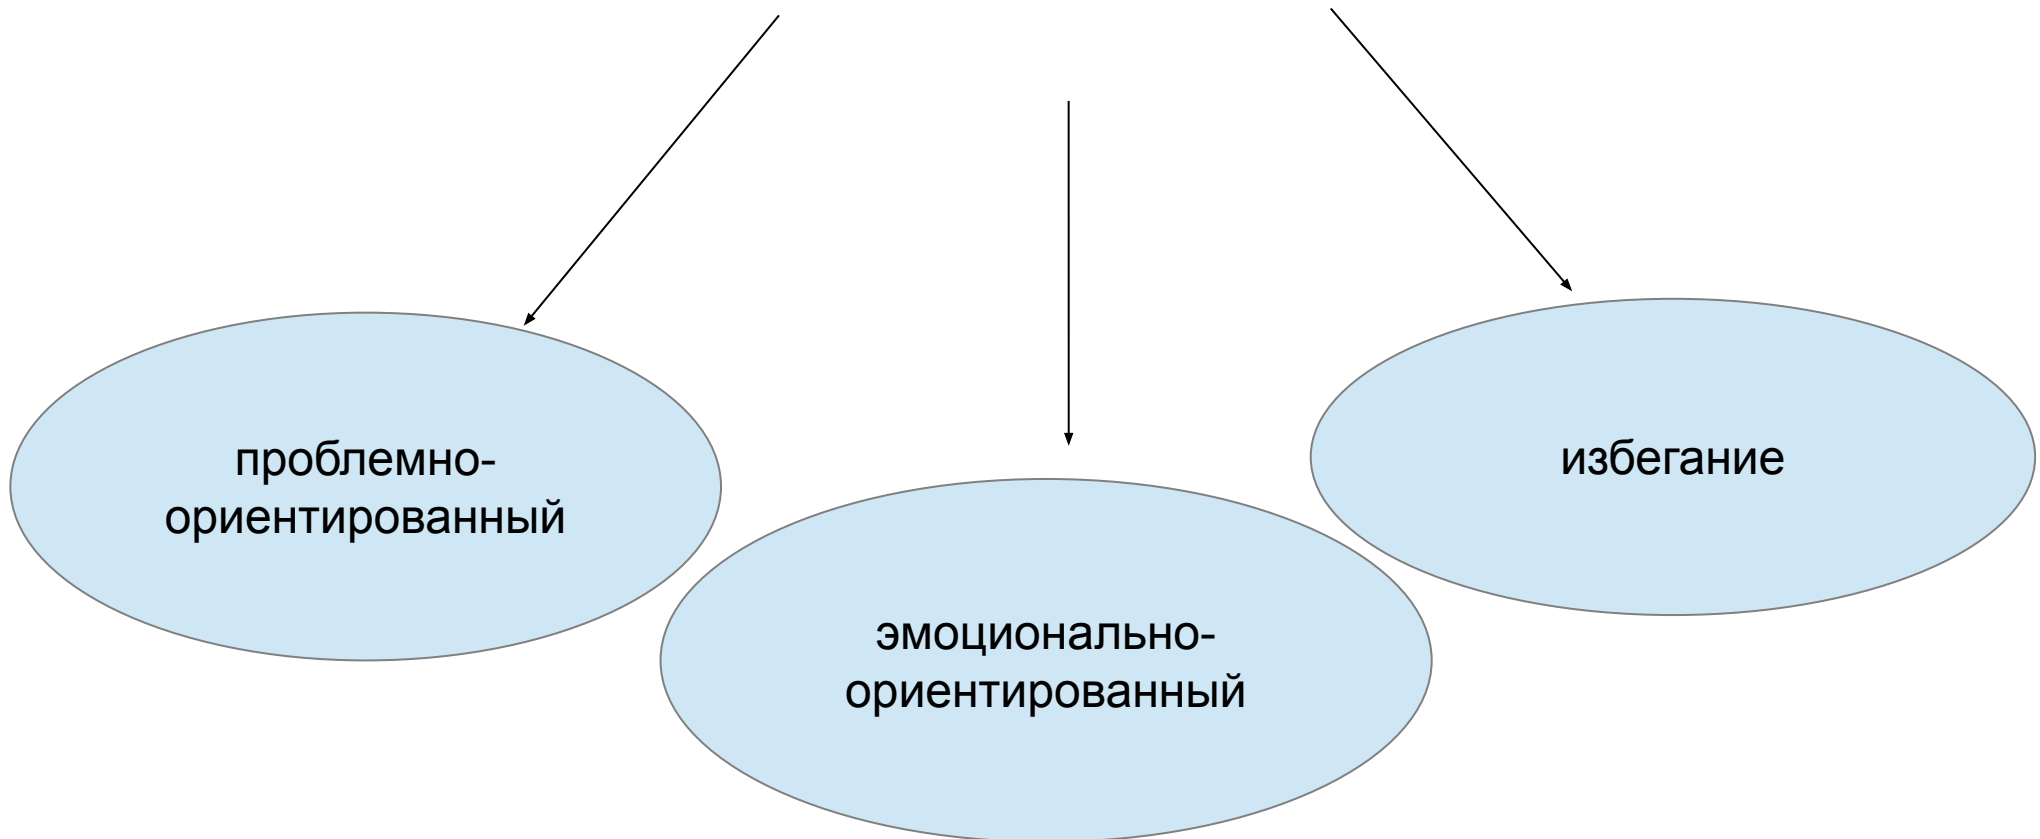 проблемно-
ориентированный
эмоционально-
ориентированный
избегание